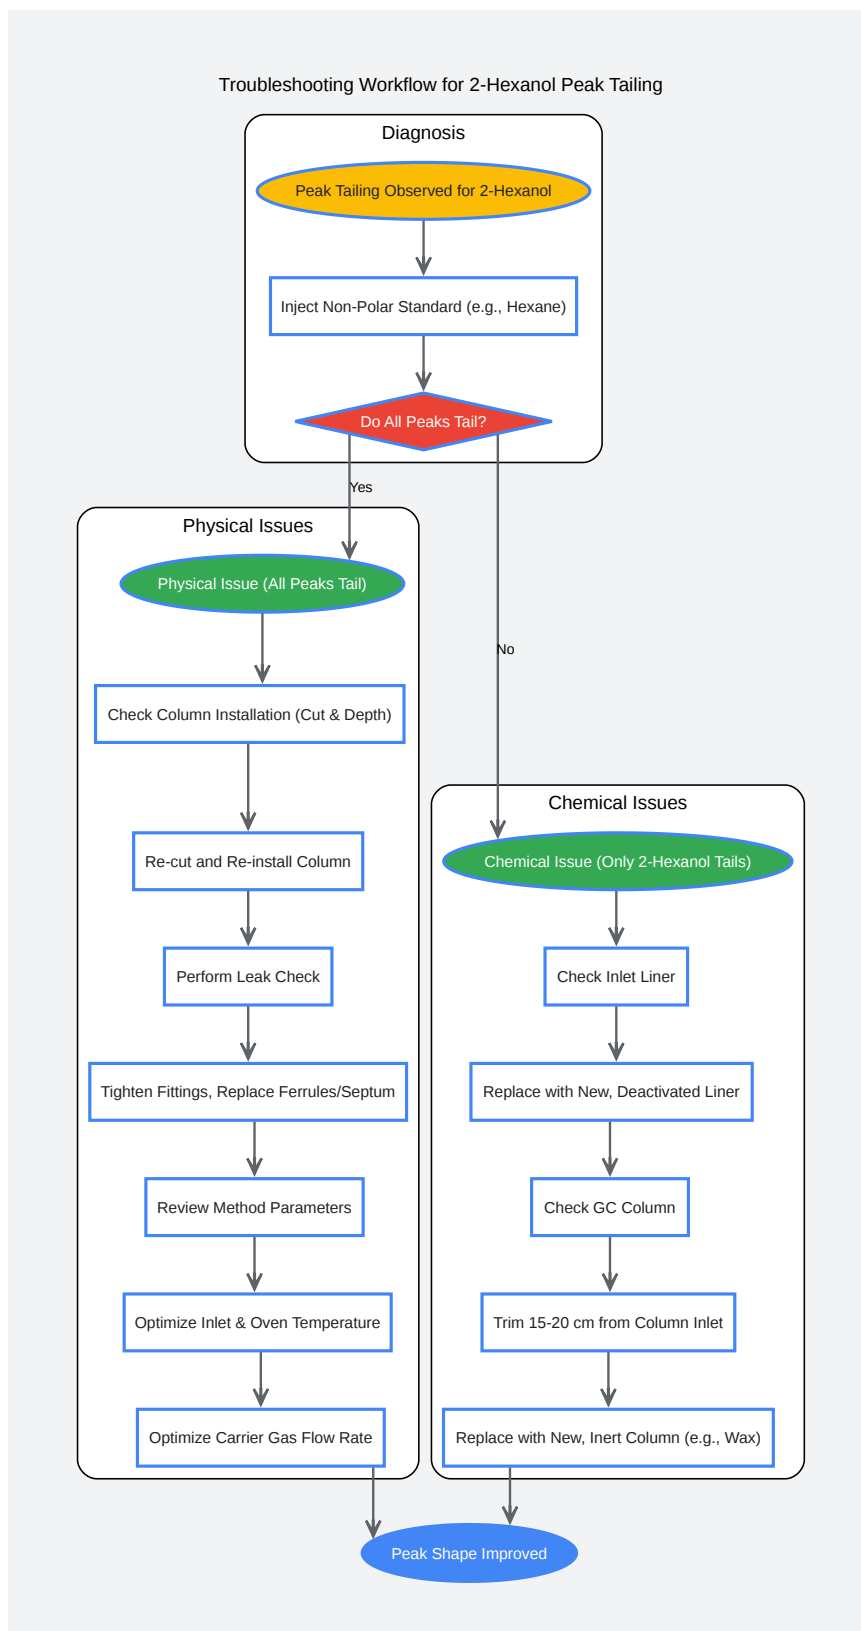 Troubleshooting Workflow for 2-Hexanol Peak Tailing
Diagnosis
Peak Tailing Observed for 2-Hexanol
Inject Non-Polar Standard (e.g., Hexane)
Do All Peaks Tail?
Yes
No
Physical Issues
Physical Issue (All Peaks Tail)
Check Column Installation (Cut & Depth)
Re-cut and Re-install Column
Perform Leak Check
Tighten Fittings, Replace Ferrules/Septum
Review Method Parameters
Optimize Inlet & Oven Temperature
Optimize Carrier Gas Flow Rate
Chemical Issues
Chemical Issue (Only 2-Hexanol Tails)
Check Inlet Liner
Replace with New, Deactivated Liner
Check GC Column
Trim 15-20 cm from Column Inlet
Replace with New, Inert Column (e.g., Wax)
Peak Shape Improved